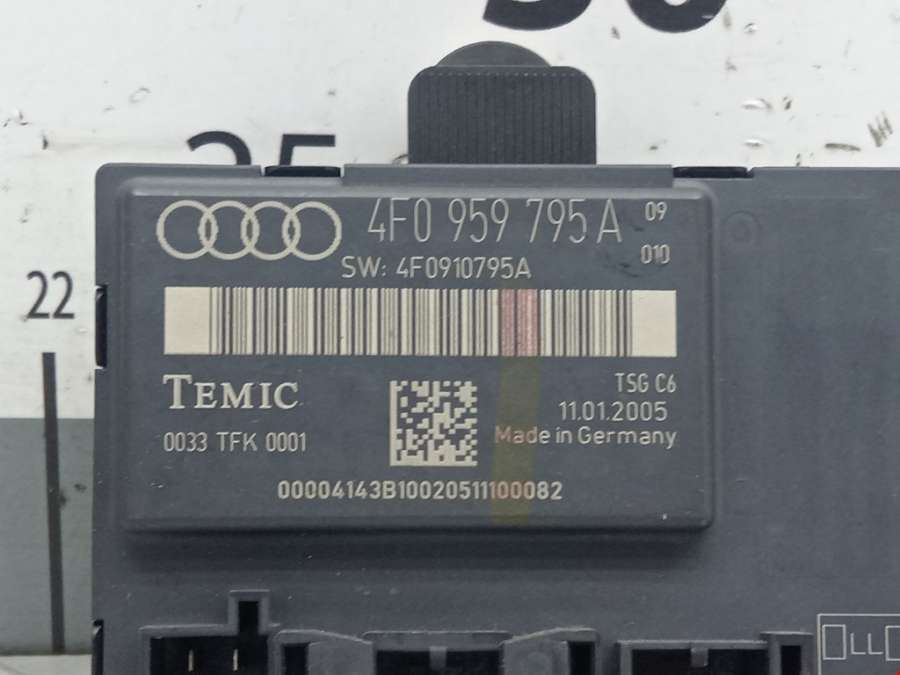 4F0 959 795 A 09
010
SW: 4F0910795A
TEMIC
TSG C6
11.01.2005
0033 TFK 0001
Made in Germany
00004143B10020511100082
22
25